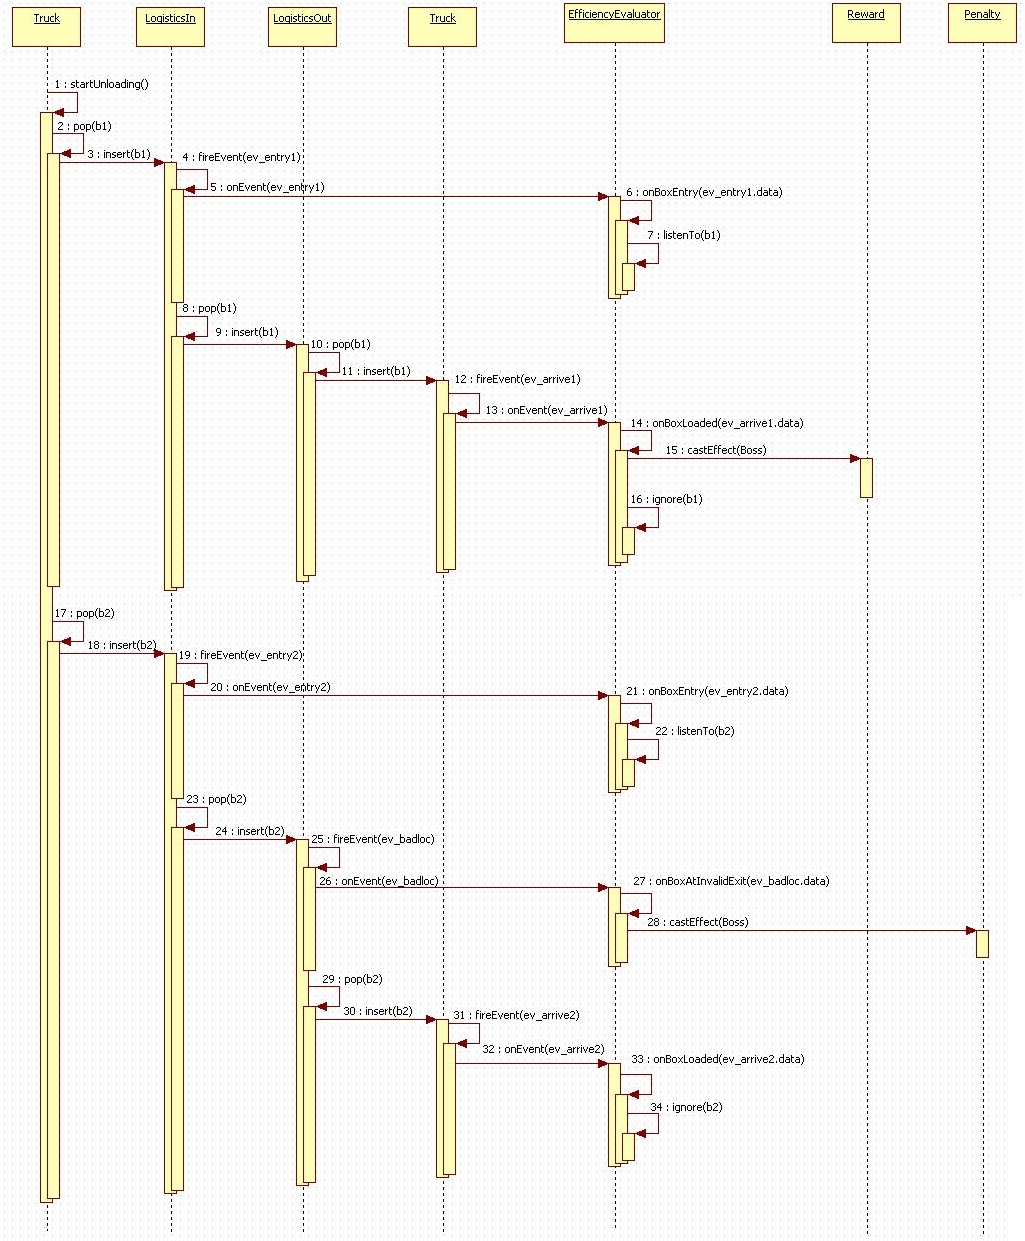 Truck
LogisticsIn
LogisticsOut
Truck
EfficiencyEvaluator
Reward
Penalty
1 : startUnloading()
2 : pop(b1)
3 : insert(b1)
4 : fireEvent(ev_entry1)
5 : onEvent(ev_entry1)
6 : onBoxEntry(ev_entry1.data)
7 : listenTo(b1)
8 : pop(b1)
9 : insert(b1)
10 : pop(b1)
11 : insert(b1)
12 : fireEvent(ev_arrive1)
13 : onEvent(ev_arrive1)
14 : onBoxLoaded(ev_arrive1.data)
15 : castEffect(Boss)
16 : ignore(b1)
17 : pop(b2)
18 : insert(b2)
19 : fireEvent(ev_entry2)
20 : onEvent(ev_entry2)
21 : onBoxEntry(ev_entry2.data)
22 : listenTo(b2)
23 : pop(b2)
24 : insert(b2)
25 : fireEvent(ev_badloc)
26 : onEvent(ev_badloc)
27 : onBoxAtInvalidExit(ev_badloc.data)
28 : castEffect(Boss)
29 : pop(b2)
30 : insert(b2)
31 : fireEvent(ev_arrive2)
32 : onEvent(ev_arrive2)
33 : onBoxLoaded(ev_arrive2.data)
34 : ignore(b2)